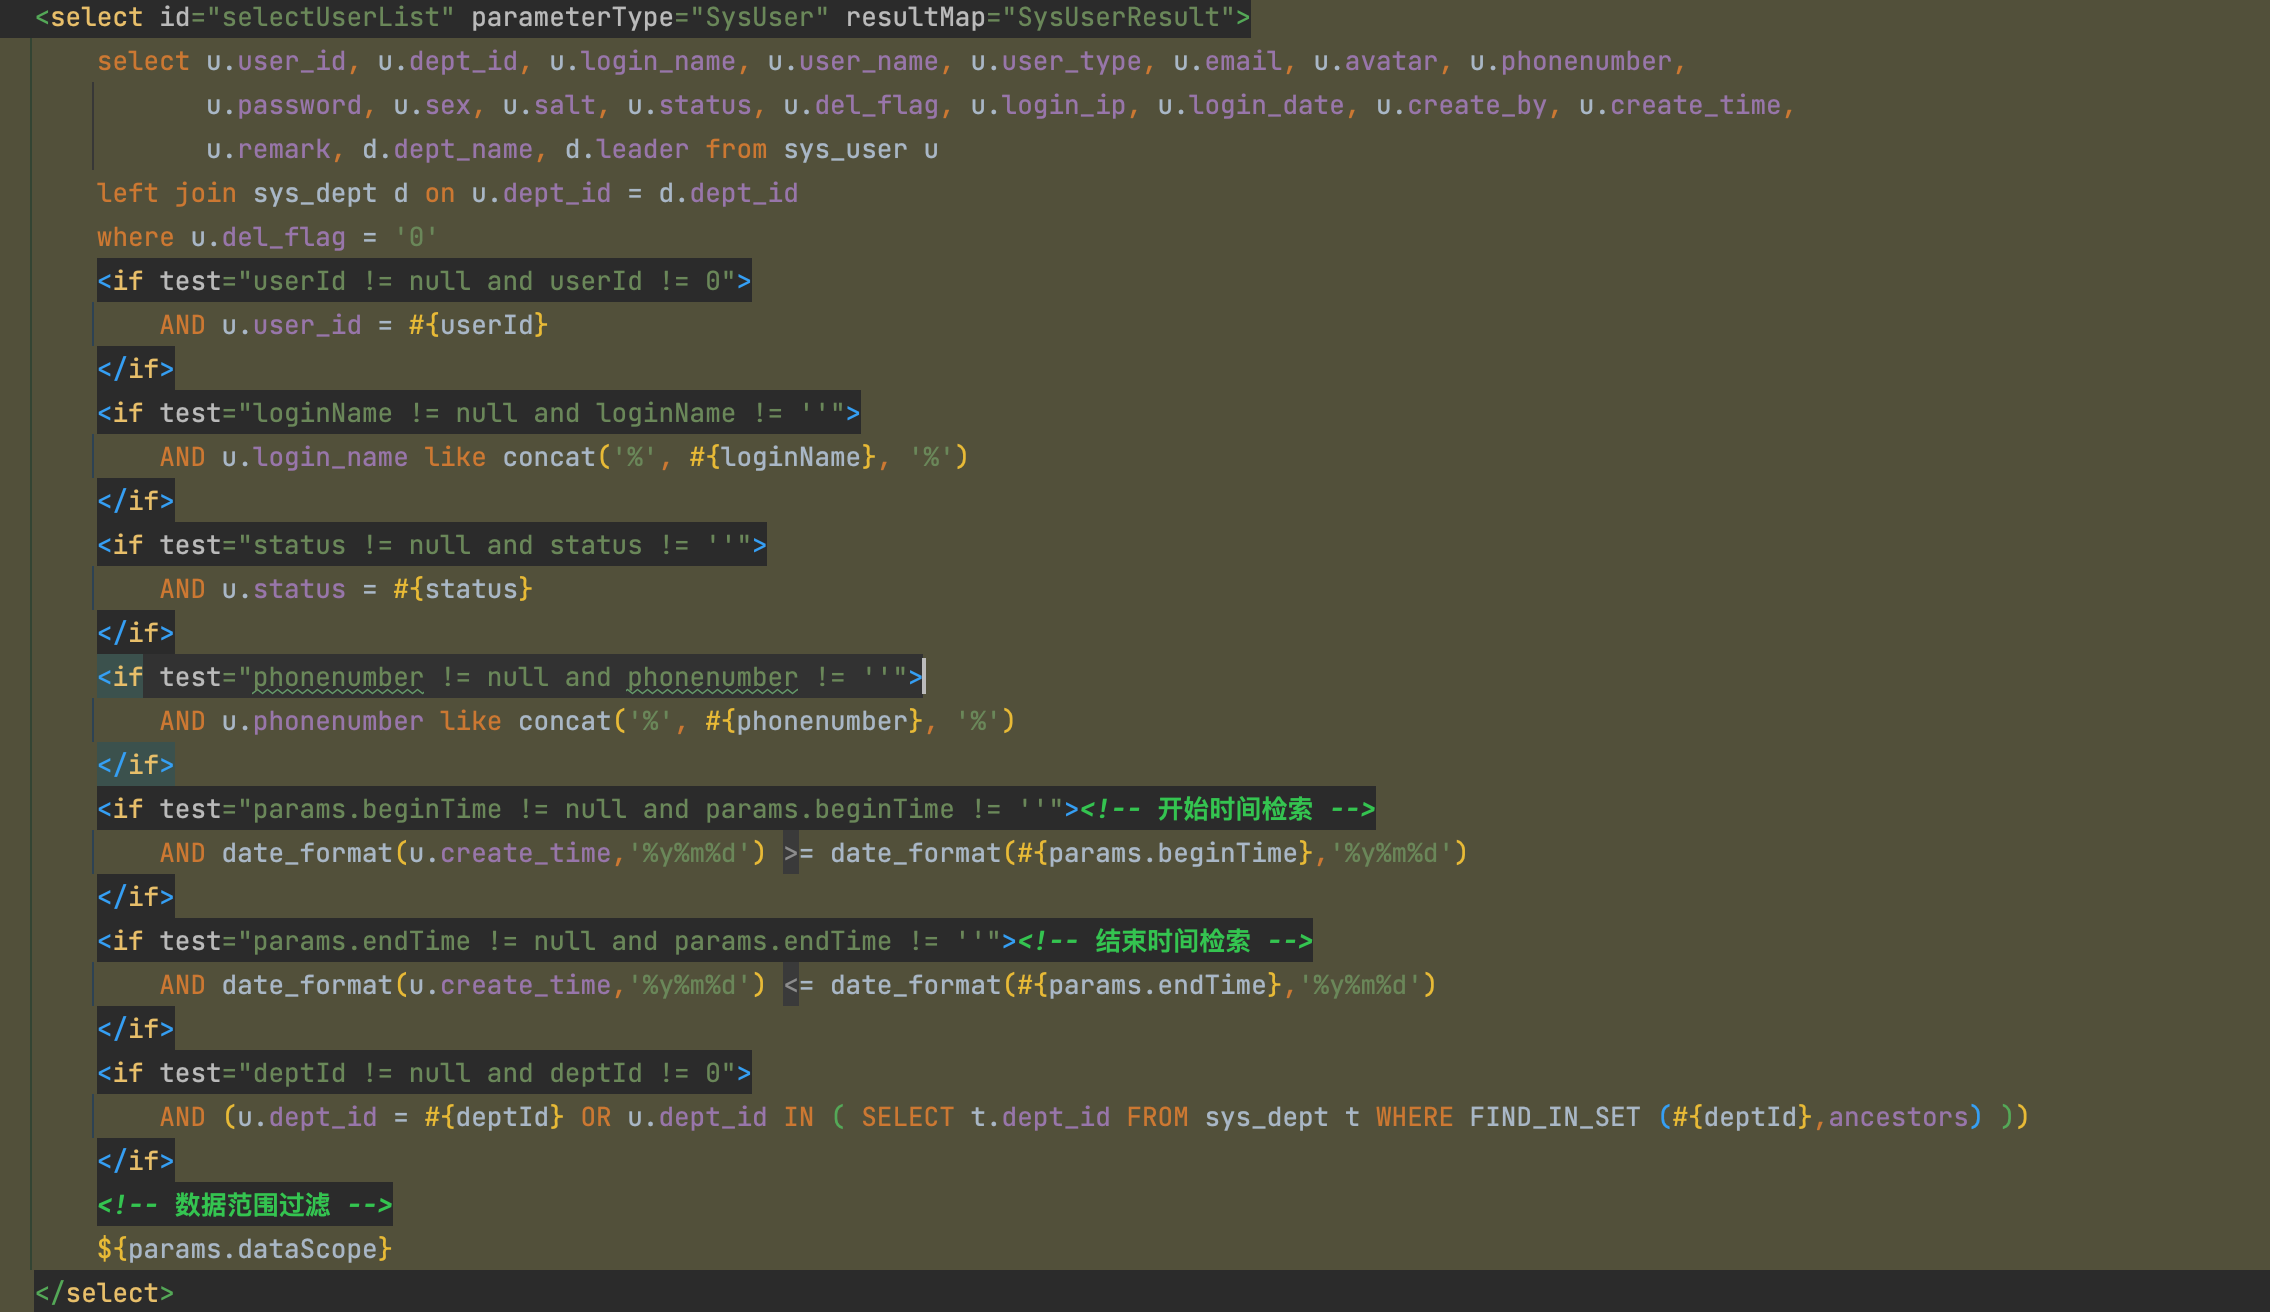 <select id="selectUserList" parameterType="SysUser" resultMap="SysUserResult">
select u.user_id, u.dept_id, u.login_name, u.user_name, u.user_type, u.email, u.avatar, u.phonenumber,
u.password, u.sex, u.salt, u.status, u.del_flag, u.login_ip, u.login_date, u.create_by, u.create_time,
u.remark, d.dept_name, d.leader from sys_user u
left join sys_dept d on u.dept_id = d.dept_id
where u.del_flag = '0'
<if test="userId != null and userId != 0">
AND u.user_id = #{userId}
</if>
<if test="loginName != null and loginName != ''">
AND u.login_name like concat('%', #{loginName}, '%')
</if>
<if test="status != null and status != ''">
AND u.status = #{status}
</if>
<if test="phonenumber != null and phonenumber != ''">
AND u.phonenumber like concat('%', #{phonenumber}, '%')
</if>
<if test="params.beginTime != null and params.beginTime != ''"><!-- 开始时间检索 -->
AND date_format(u.create_time,'%y%m%d') >= date_format(#{params.beginTime},'%y%m%d')
</if>
<if test="params.endTime != null and params.endTime != ''"><!-- 结束时间检索 -->
AND date_format(u.create_time,'%y%m%d') <= date_format(#{params.endTime},'%y%m%d')
</if>
<if test="deptId != null and deptId != 0">
AND (u.dept_id = #{deptId} OR u.dept_id IN ( SELECT t.dept_id FROM sys_dept t WHERE FIND_IN_SET (#{deptId},ancestors) ))
</if>
<!-- 数据范围过滤 -->
${params.dataScope}
</select>